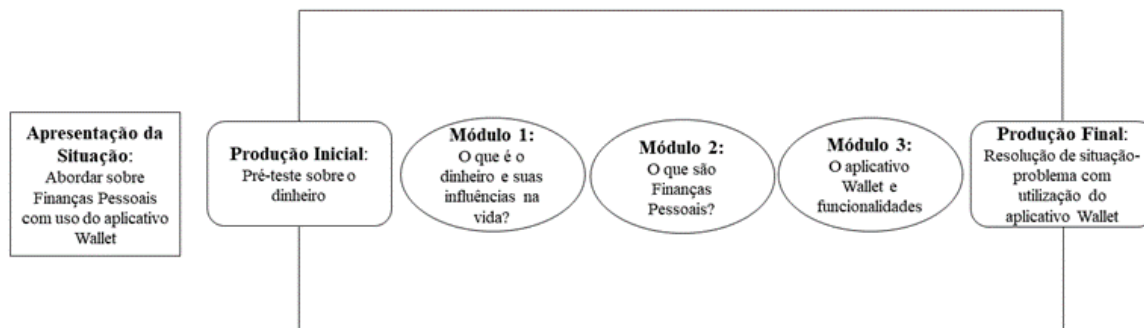 Apresentação da
Situação:
Abordar sobre
Finanças Pessoais
com uso do aplicativo
Wallet
Produção Inicial:
Pré-teste sobre o
dinheiro
Módulo 1:
O que é o
dinheiro e suas
influências na
vida?
Módulo 2:
O que são
Finanças
Pessoais?
Módulo 3:
O aplicativo
Wallet e
funcionalidades
Produção Final:
Resolução de situação-
problema com
utilização do
aplicativo Wallet